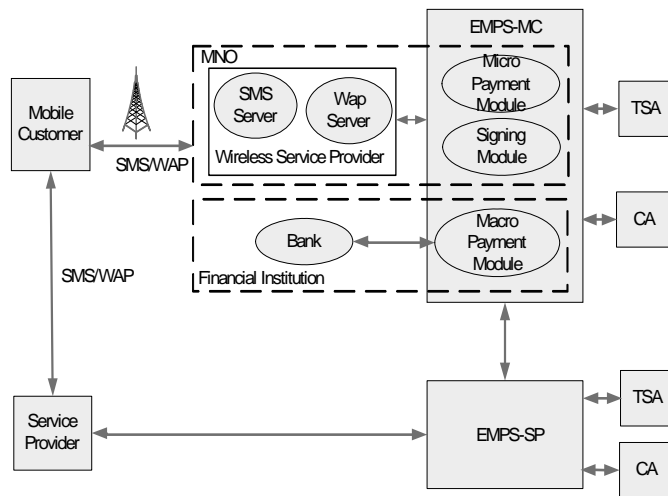 EMPS-MC
MNO
Micro
Payment
Module
SMS
Server
Wap
Server
TSA
Mobile
Customer
Signing
Module
Wireless Service Provider
SMS/WAP
Macro
Payment
Module
CA
Bank
Financial Institution
SMS/WAP
TSA
Service
Provider
EMPS-SP
CA